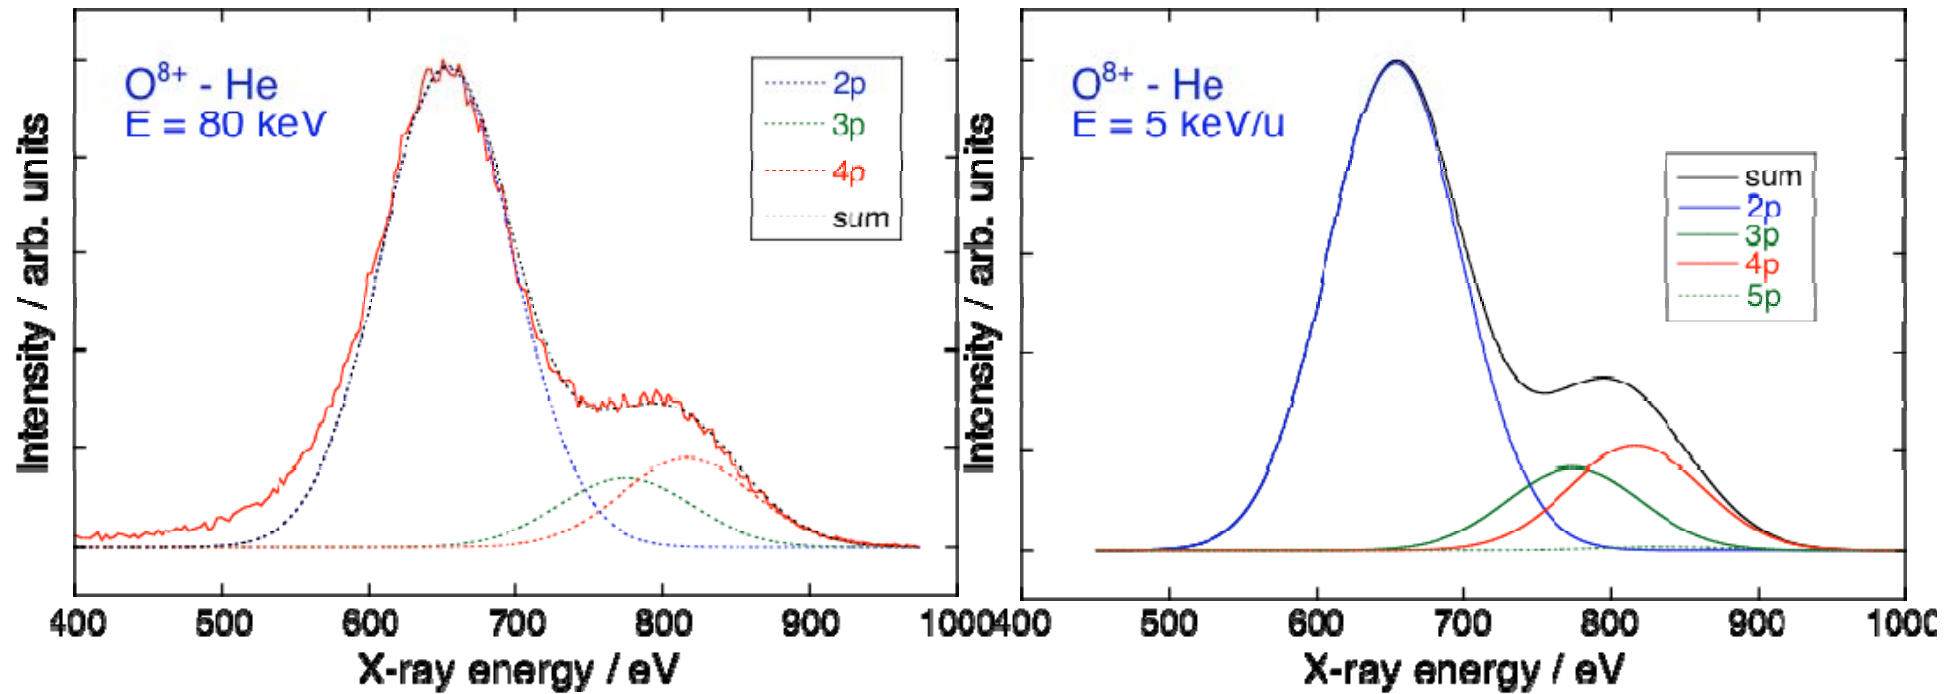 O8+ - He
E = 80 keV
2p
3p
4p
sum
Intensity / arb. units
400 500 600 700 800 900 1000
X-ray energy / eV
O8+ - He
E = 5 keV/u
sum
2p
3p
4p
5p
Intensity / arb. units
400 500 600 700 800 900 1000
X-ray energy / eV